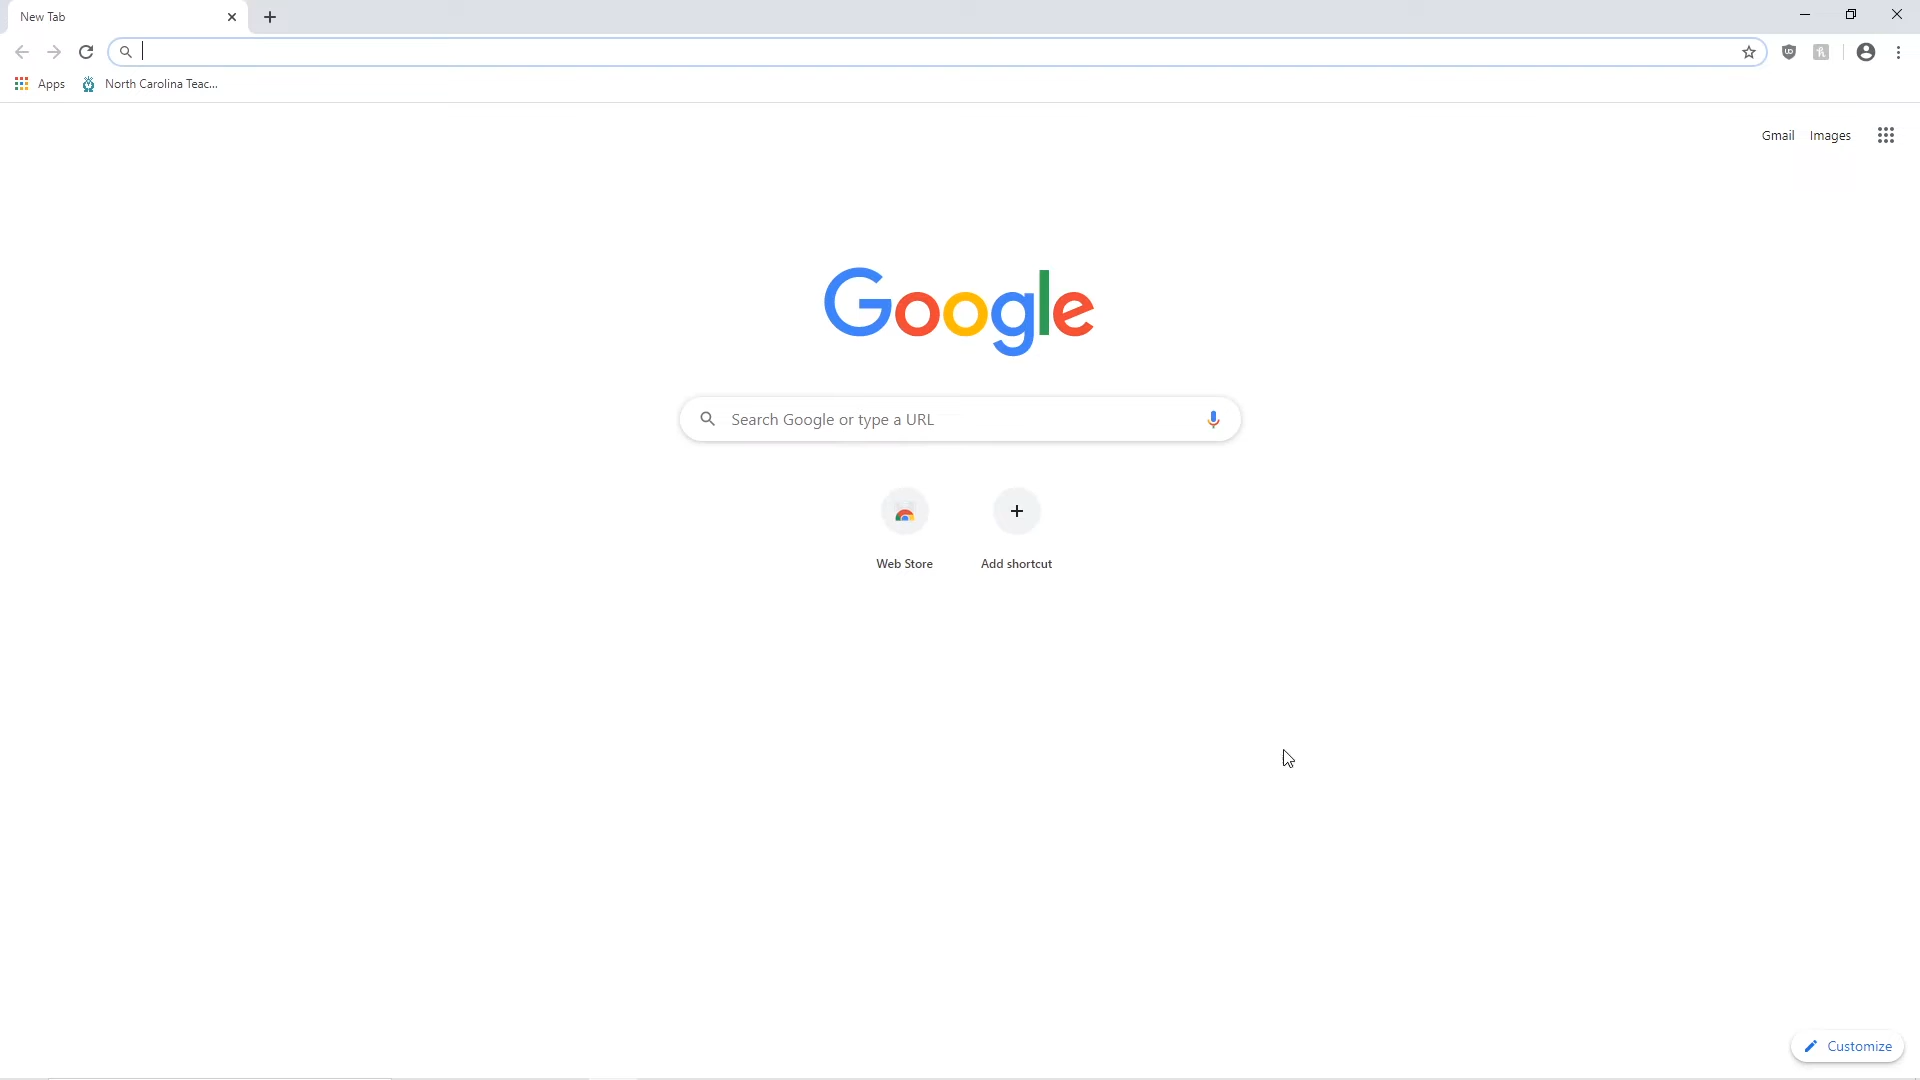 New Tab
Apps
North Carolina Teac...
Gmail Images
Google
Search Google or type a URL
Web Store Add shortcut
Customize